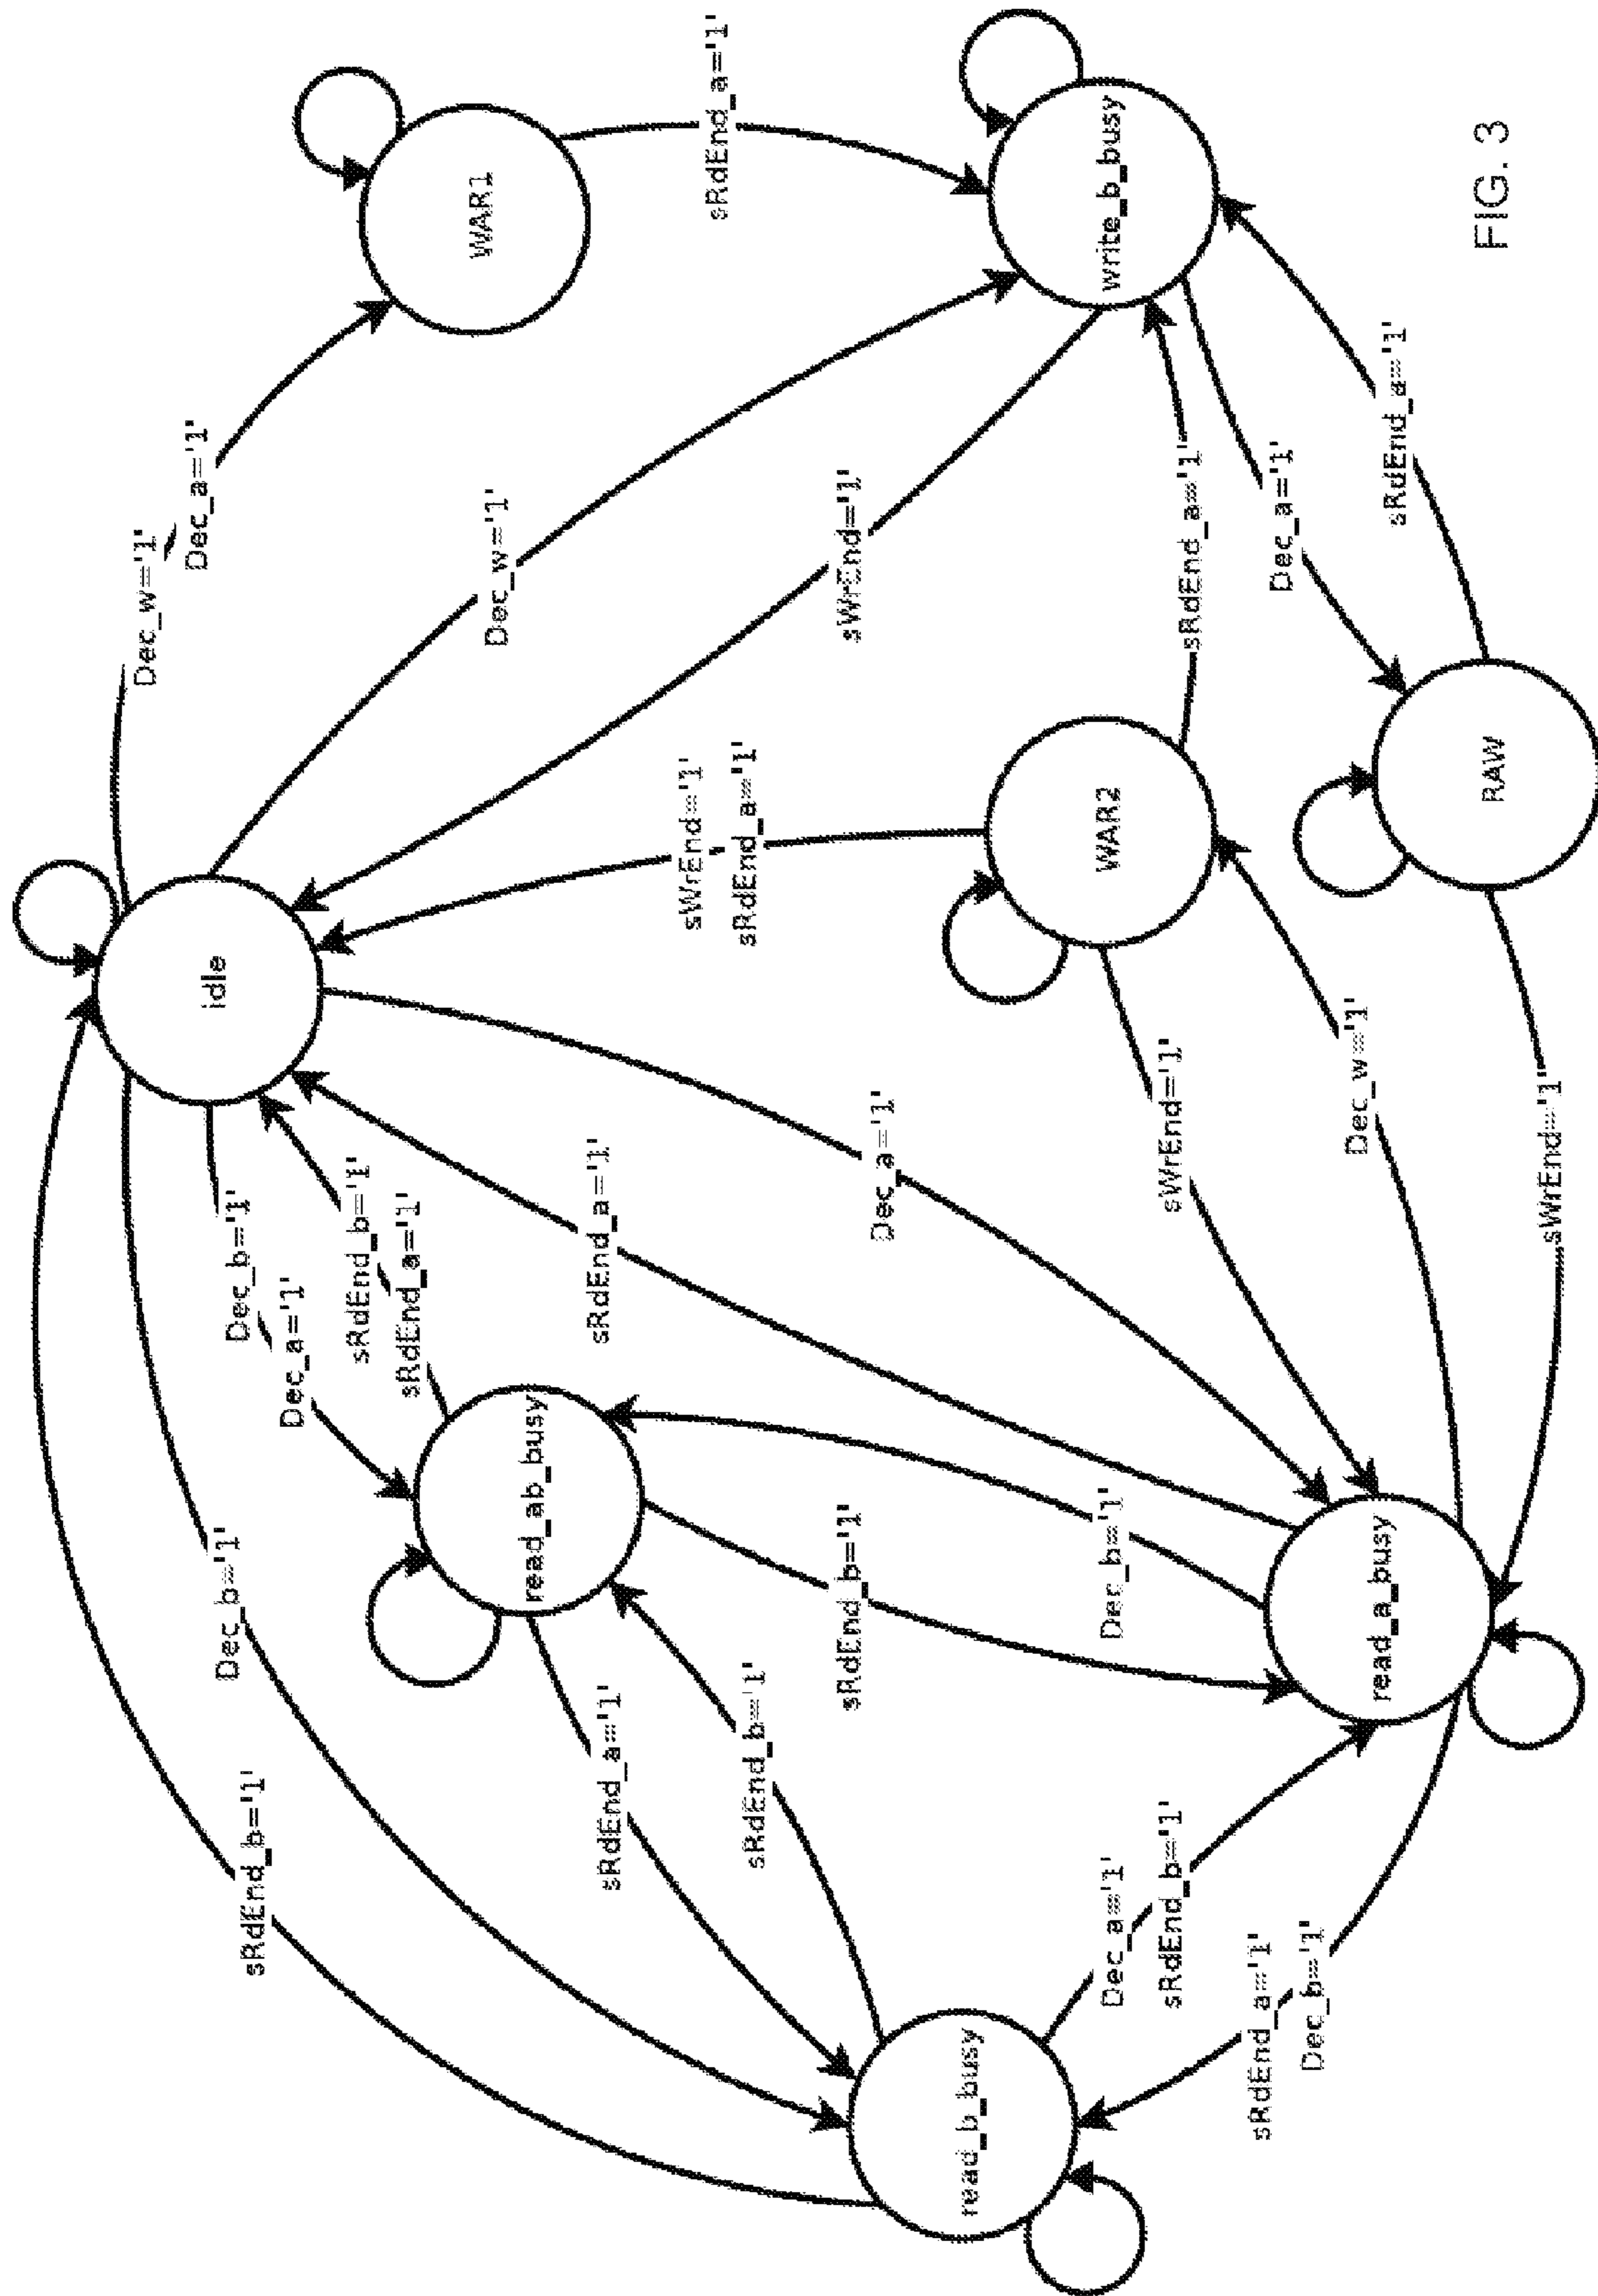 Dec_w='1'
Dec_a='1'
idle
sRdEnd_b='1'
Dec_b='1'
Dec_b='1'
Dec_a='1'
sRdEnd_b='1'
sRdEnd_a='1'
WAR1
Dec_w='1'
read_ab_busy
sRdEnd_a='1'
sRdEnd_a='1'
sWrEnd='1'
sRdEnd_a='1'
sRdEnd_a='1'
sRdEnd_b='1'
sRdEnd_b='1'
sWrEnd='1'
Dec_a='1'
read_b_busy
Dec_a='1'
sRdEnd_b='1'
Dec_b='1'
WAR2
write_b_busy
sWrEnd='1'
sRdEnd_a='1'
sRdEnd_a='1'
Dec_b='1'
Dec_a='1'
Dec_w='1'
read_a_busy
sRdEnd_a='1'
sWrEnd='1'
RAW
FIG. 3